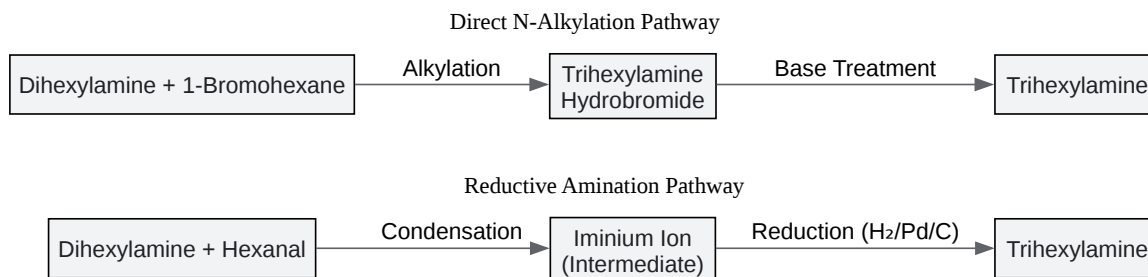 Direct N-Alkylation Pathway
Dihexylamine + 1-Bromohexane
Alkylation
Trihexylamine
Hydrobromide
Base Treatment
Trihexylamine
Reductive Amination Pathway
Dihexylamine + Hexanal
Condensation
Iminium Ion
(Intermediate)
Reduction (H₂/Pd/C)
Trihexylamine